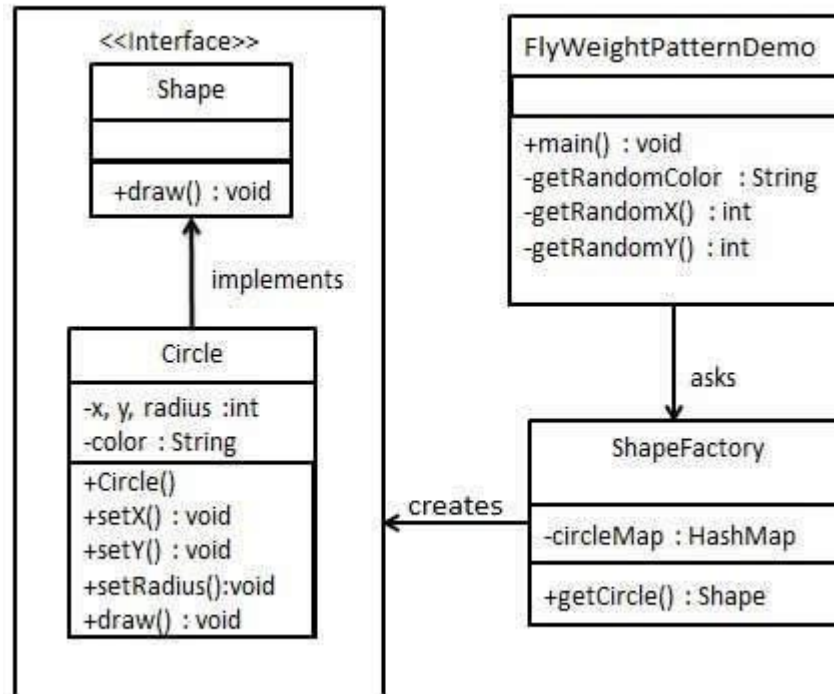 <<Interface>>
Shape
+draw() : void
implements
Circle
-x, y, radius :int
-color : String
+Circle()
+setX() : void
+setY() : void
+setRadius():void
+draw() : void
FlyWeightPatternDemo
+main() : void
-getRandomColor : String
-getRandomX() : int
-getRandomY() : int
asks
ShapeFactory
-circleMap : HashMap
+getCircle() : Shape
creates